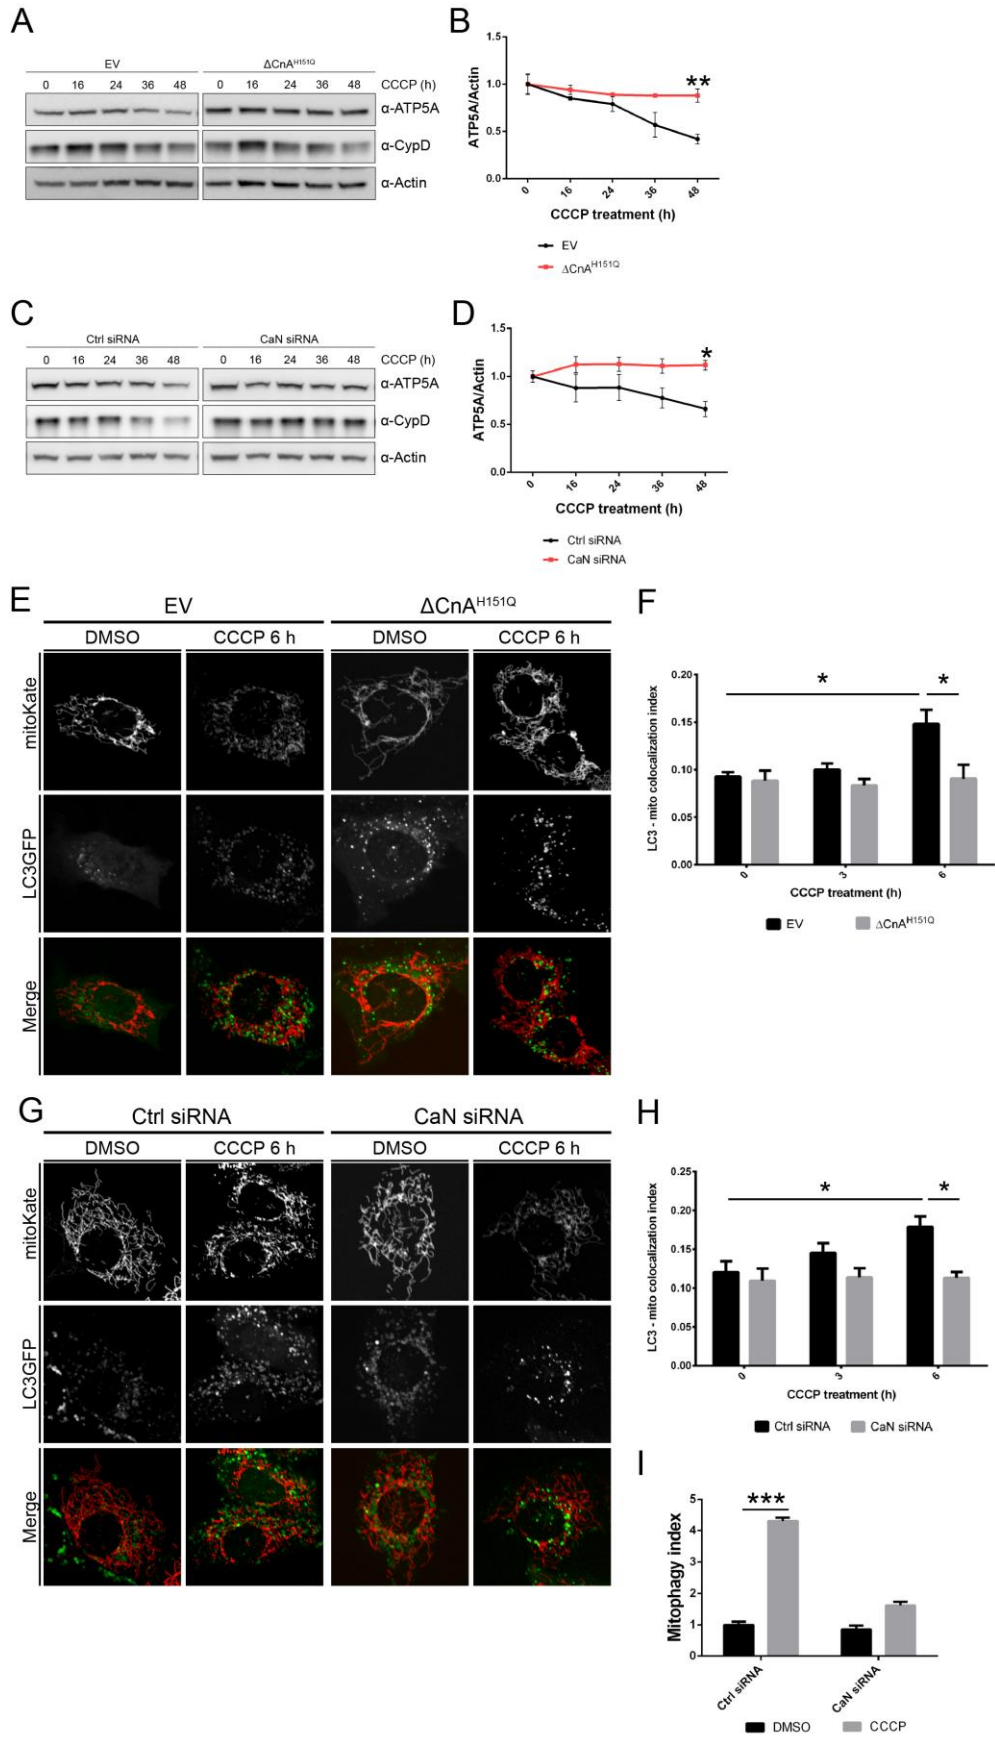 A
EV ΔCnAH151Q
0 16 24 36 48 0 16 24 36 48 CCCP (h)
α-ATP5A
α-CypD
α-Actin
B
1.5
1.0
0.5
0.0
ATP5A/Actin
**
0 16 24 36 48
CCCP treatment (h)
EV
ΔCnAH151Q
C
Ctrl siRNA CaN siRNA
0 16 24 36 48 0 16 24 36 48 CCCP (h)
α-ATP5A
α-CypD
α-Actin
D
1.5
1.0
0.5
0.0
ATP5A/Actin
*
0 16 24 36 48
CCCP treatment (h)
Ctrl siRNA
CaN siRNA
E
EV ΔCnAH151Q
DMSO CCCP 6 h DMSO CCCP 6 h
mitoKate
LC3GFP
Merge
F
0.20
0.15
0.10
0.05
0.00
LC3 - mito colocalization index
* *
0 3 6
CCCP treatment (h)
EV ΔCnAH151Q
G
Ctrl siRNA CaN siRNA
DMSO CCCP 6 h DMSO CCCP 6 h
mitoKate
LC3GFP
Merge
H
0.25
0.20
0.15
0.10
0.05
0.00
LC3 - mito colocalization index
* *
0 3 6
CCCP treatment (h)
Ctrl siRNA CaN siRNA
I
5
4
3
2
1
0
Mitophagy index
***
Ctrl siRNA CaN siRNA
DMSO CCCP